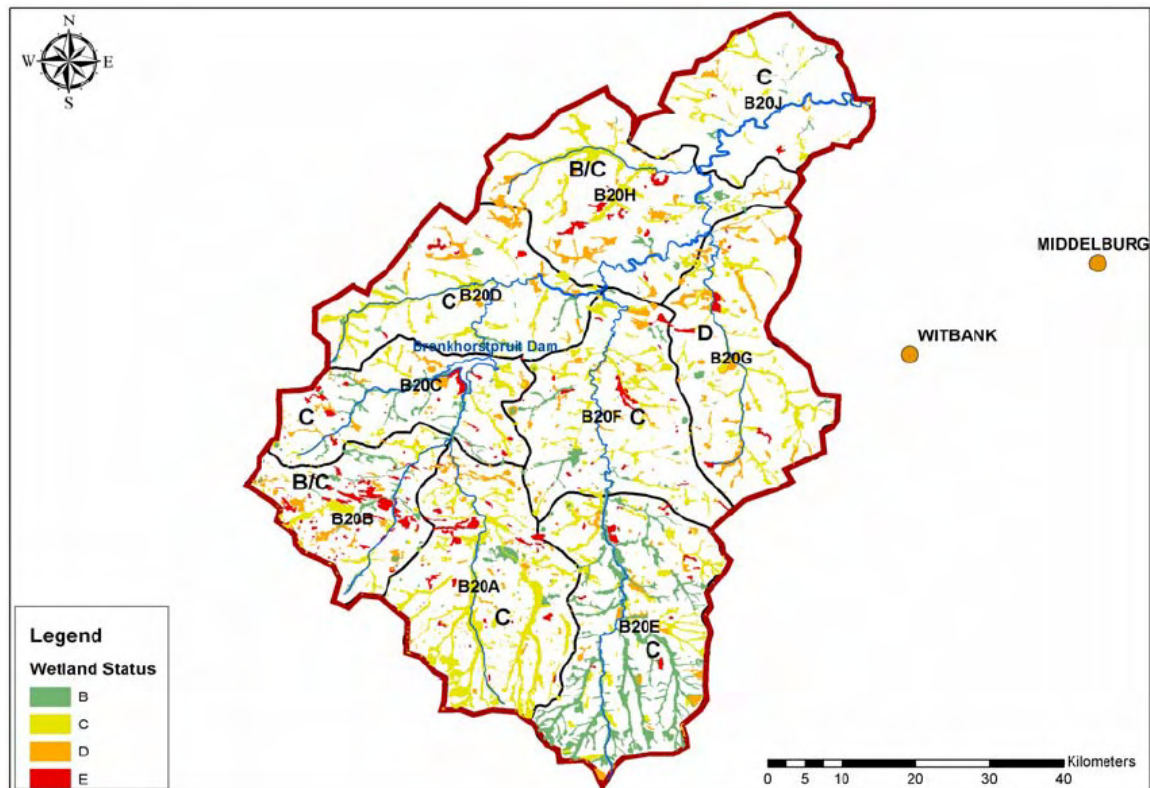 N
W E
S
C
B20J
B/C
B20H
MIDDELBURG
C B20D
D
WITBANK
Bronkhorstpruit Dam
B20G
B20C
C
B20F C
B/C
B20B
B20A
C
B20E
C
Legend
Wetland Status
B
C
D
E
Kilometers
0 5 10 20 30 40